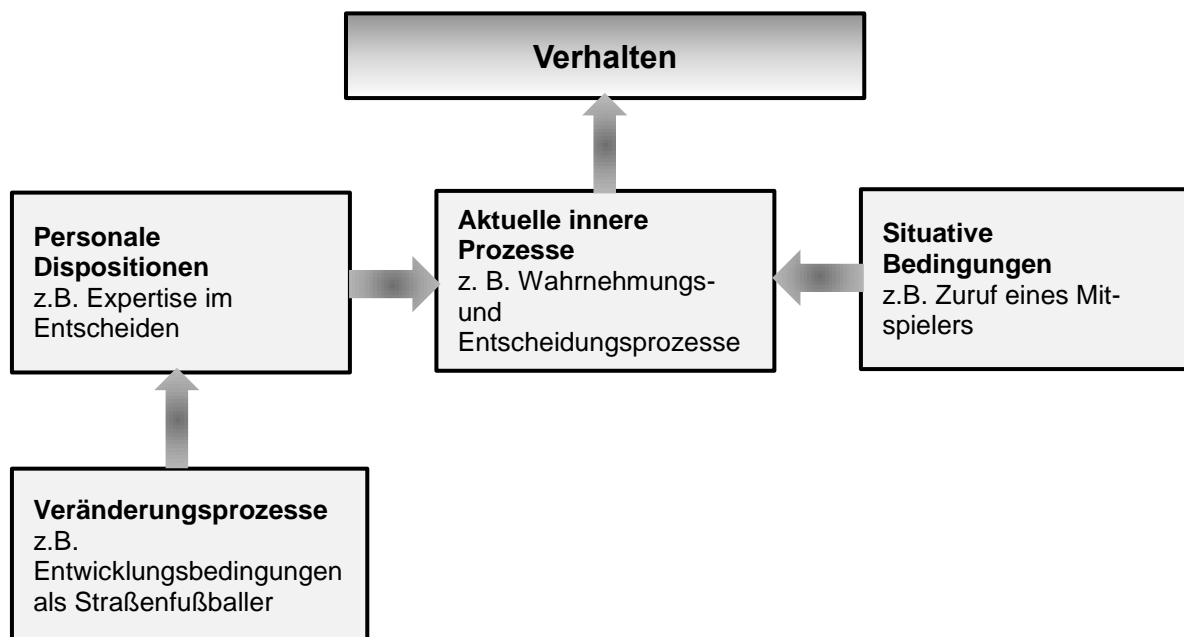 Verhalten
Personale
Dispositionen
z.B. Expertise im
Entscheiden
Aktuelle innere
Prozesse
z. B. Wahrnehmungs-
und
Entscheidungsprozesse
Situative
Bedingungen
z.B. Zuruf eines Mit-
spielers
Veränderungsprozesse
z.B.
Entwicklungsbedingungen
als Straßenfußballer